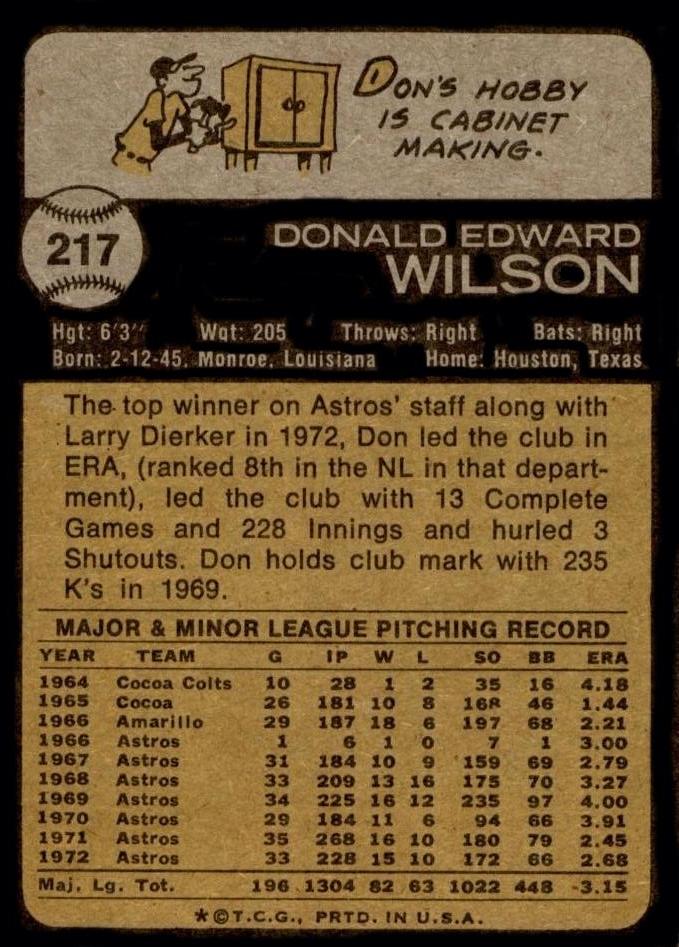 DON'S HOBBY
IS CABINET
MAKING.
217
DONALD EDWARD
WILSON
Hgt: 6'3" Wgt: 205 Throws: Right Bats: Right
Born: 2-12-45, Monroe, Louisiana Home: Houston, Texas
The top winner on Astros' staff along with
Larry Dierker in 1972, Don led the club in
ERA, (ranked 8th in the NL in that depart-
ment), led the club with 13 Complete
Games and 228 Innings and hurled 3
Shutouts. Don holds club mark with 235
K's in 1969.
MAJOR & MINOR LEAGUE PITCHING RECORD
YEAR TEAM G IP W L SO BB ERA
1964 Cocoa Colts 10 28 1 2 35 16 4.18
1965 Cocoa 26 181 10 8 168 46 1.44
1966 Amarillo 29 187 18 6 197 68 2.21
1966 Astros 1 6 1 0 7 1 3.00
1967 Astros 31 184 10 9 159 69 2.79
1968 Astros 33 209 13 16 175 70 3.27
1969 Astros 34 225 16 12 235 97 4.00
1970 Astros 29 184 11 6 94 66 3.91
1971 Astros 35 268 16 10 180 79 2.45
1972 Astros 33 228 15 10 172 66 2.68
Maj. Lg. Tot. 196 1304 82 63 1022 448 3.15
*©T.C.G., PRTD. IN U.S.A.